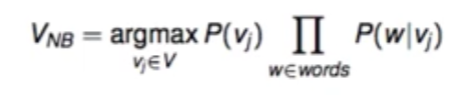 V_NB = argmax P(v_j) ∏ P(w|v_j)
v_j∈V w∈words